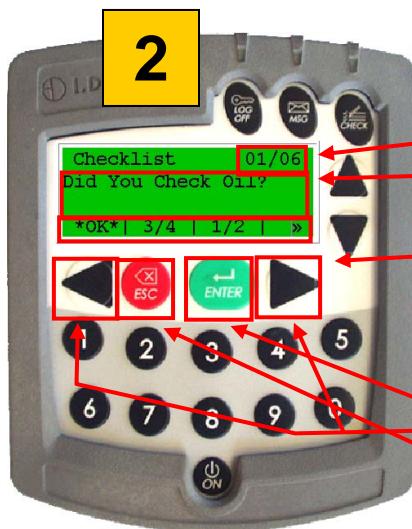 2
I.D
LOG OFF
MSG
CHECK
Checklist 01/06
Did You Check Oil?
*OK*| 3/4 | 1/2 | »
ESC
ENTER
1 2 3 4 5
6 7 8 9 0
ON